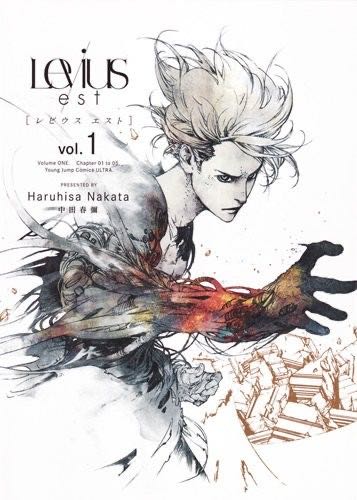 Levius
est
[レビウス エスト]
vol. 1
Volume ONE. Chapter 01 to 05
Young Jump Comics ULTRA.
PRESENTED BY
Haruhisa Nakata
中田春彌